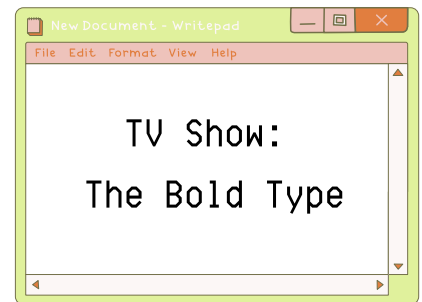 New Document - Writepad
File Edit Format View Help
TV Show:
The Bold Type